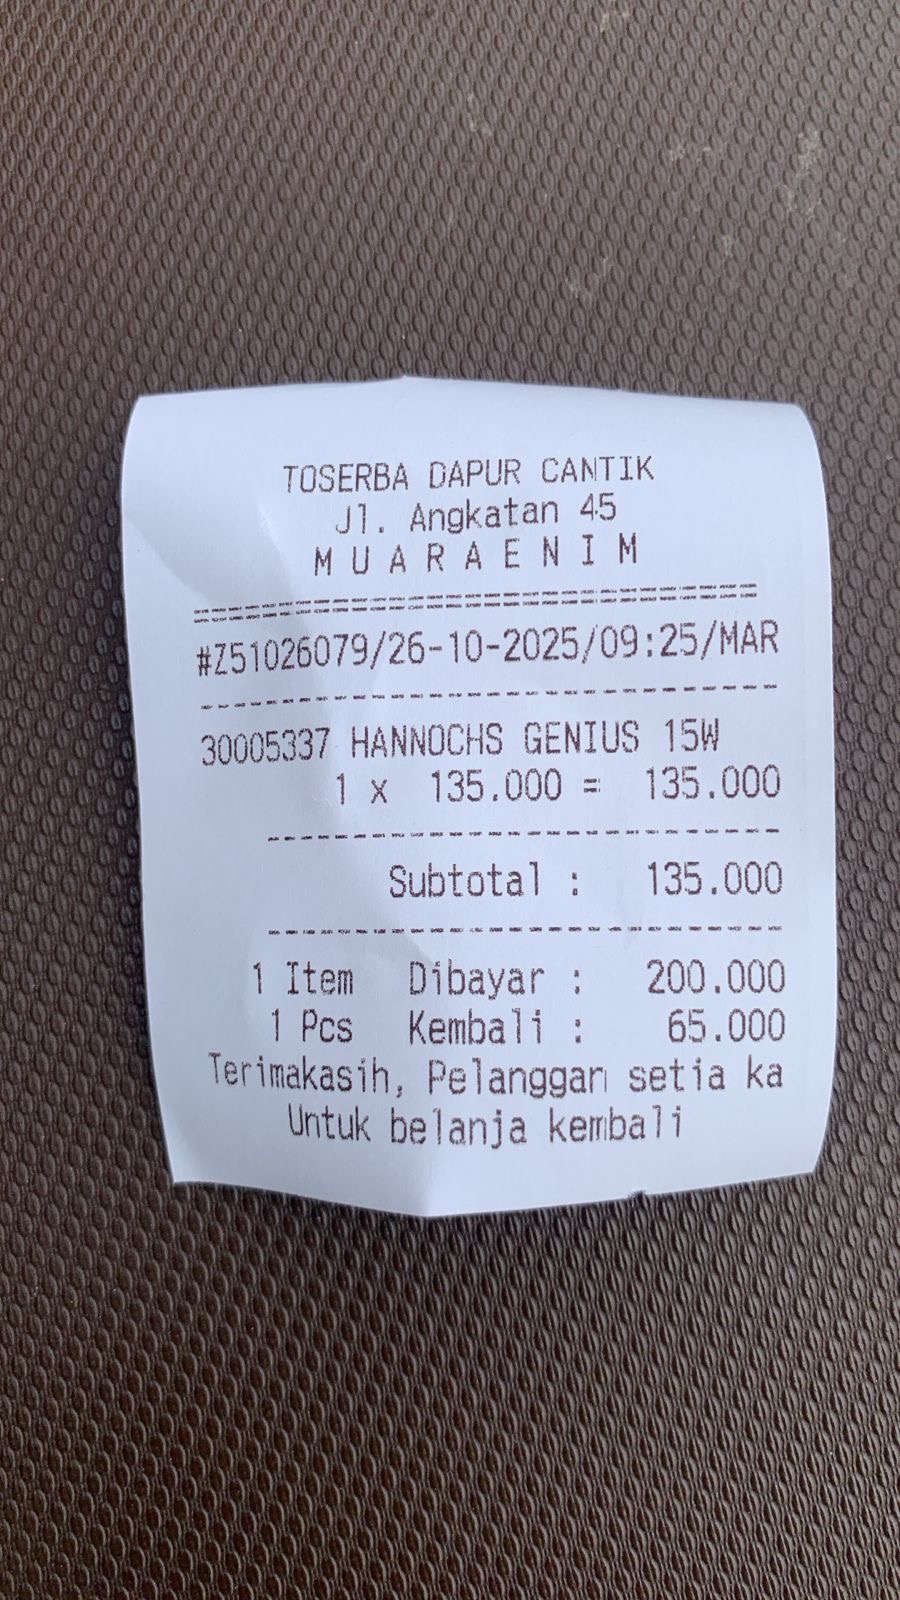 TOSERBA DAPUR CANTIK
Jl. Angkatan 45
M U A R A E N I M
#Z51026079/26-10-2025/09:25/MAR
30005337 HANNOCHS GENIUS 15W
1 x 135.000 = 135.000
Subtotal : 135.000
1 Item Dibayar : 200.000
1 Pcs Kembali : 65.000
Terimakasih, Pelanggan setia ka
Untuk belanja kembali